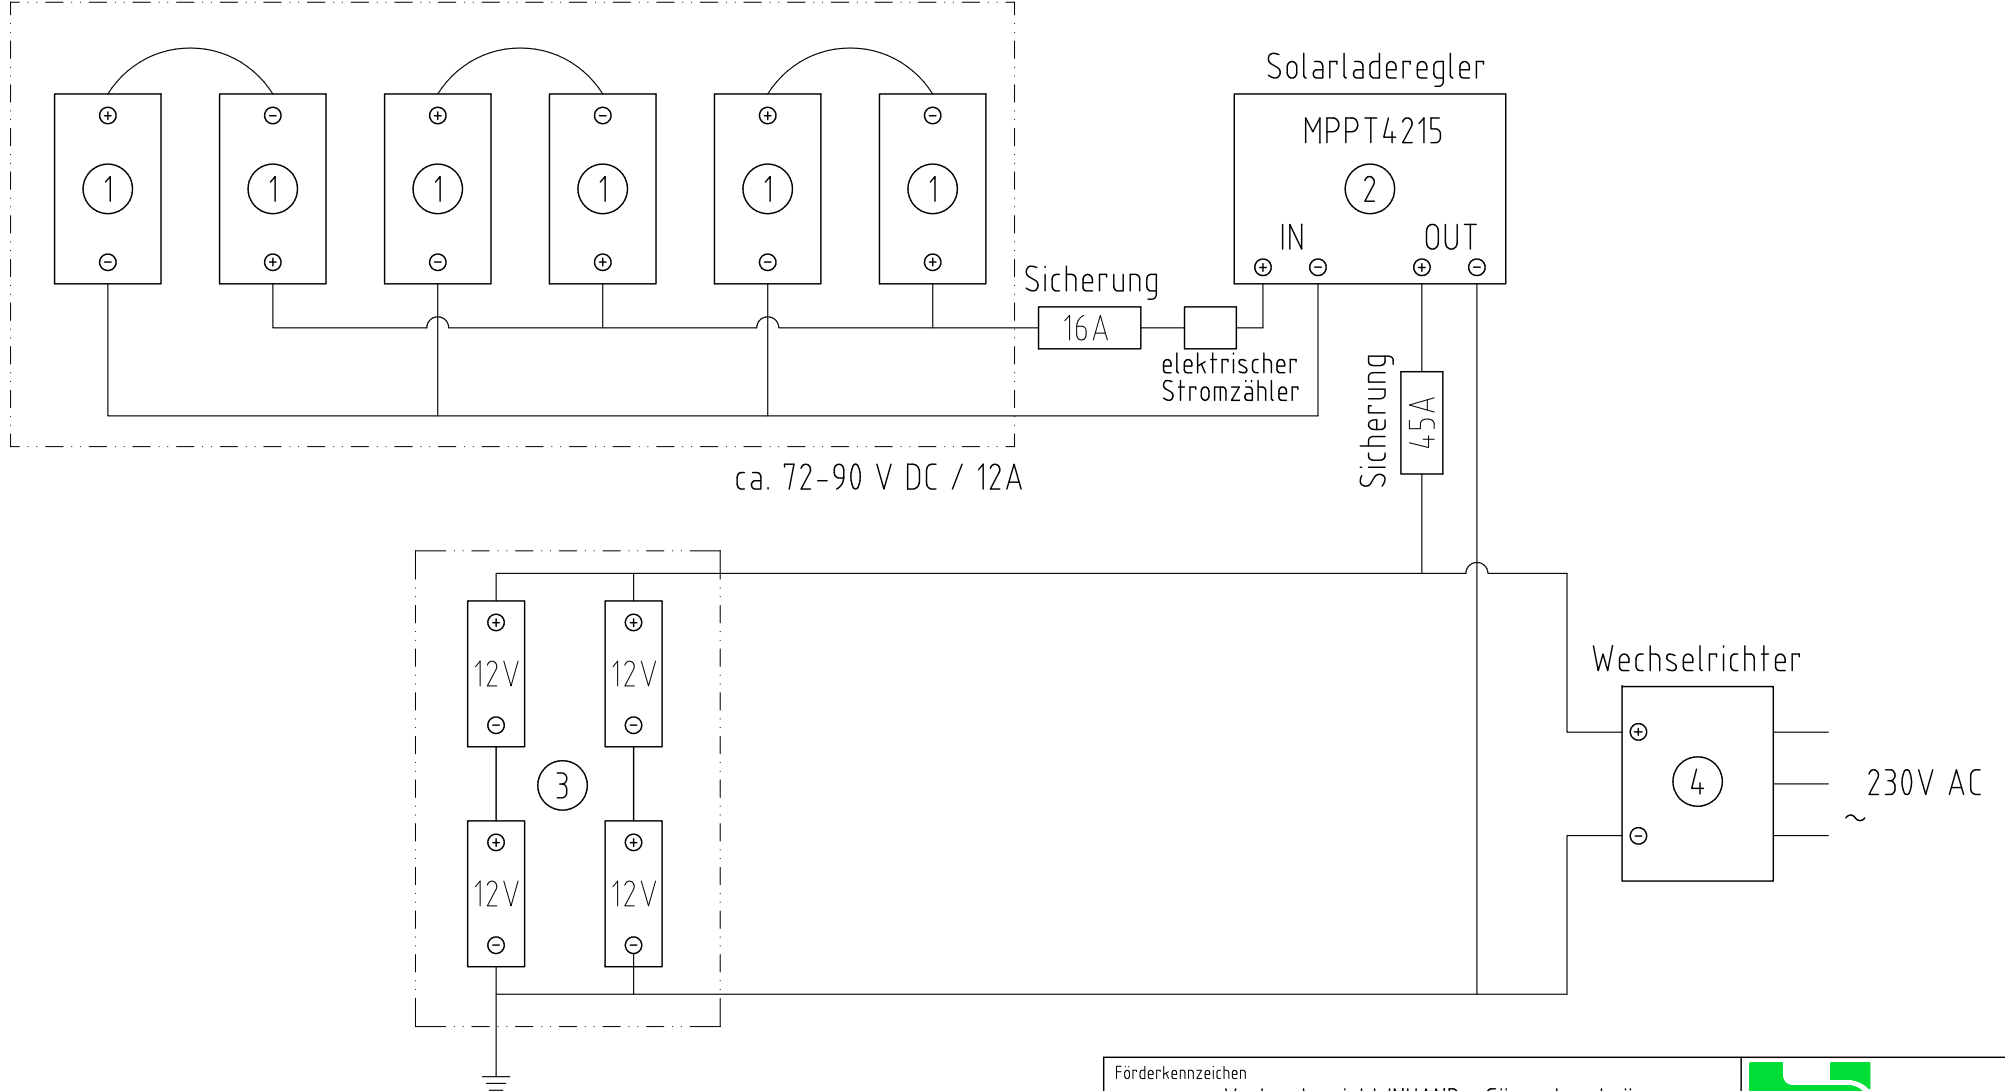 Solarladeregler
MPPT4215
1 1 1 1 1 1 2
IN OUT
Sicherung
16A
elektrischer
Stromzähler
Sicherung
45A
ca. 72-90 V DC / 12A
Wechselrichter
12V 12V
3
4
230V AC
~
12V 12V
Förderkennzeichen